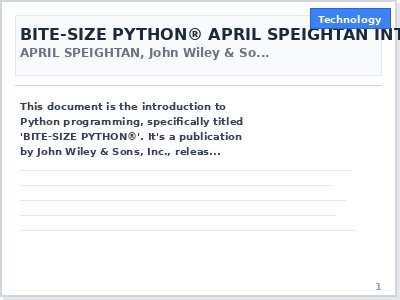 Technology
BITE-SIZE PYTHON® APRIL SPEIGHTAN INT
APRIL SPEIGHTAN, John Wiley & So...
This document is the introduction to
Python programming, specifically titled
'BITE-SIZE PYTHON®'. It's a publication
by John Wiley & Sons, Inc., releas...
1